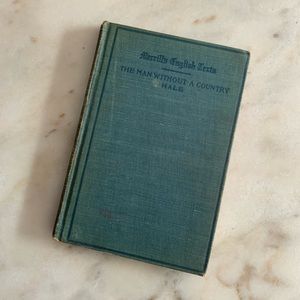 Merrill's English Texts
THE MAN WITHOUT A COUNTRY
HALE